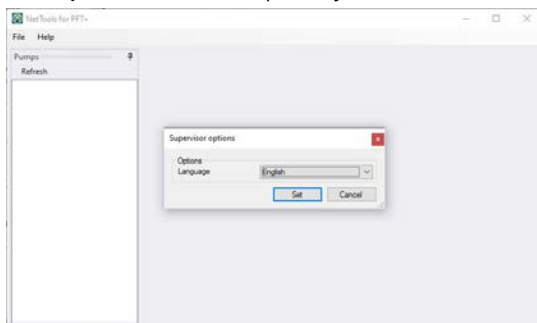 NetTools for PF7+
File Help
Pumps
Refresh
Supervisor options
Options
Language English
Set Cancel